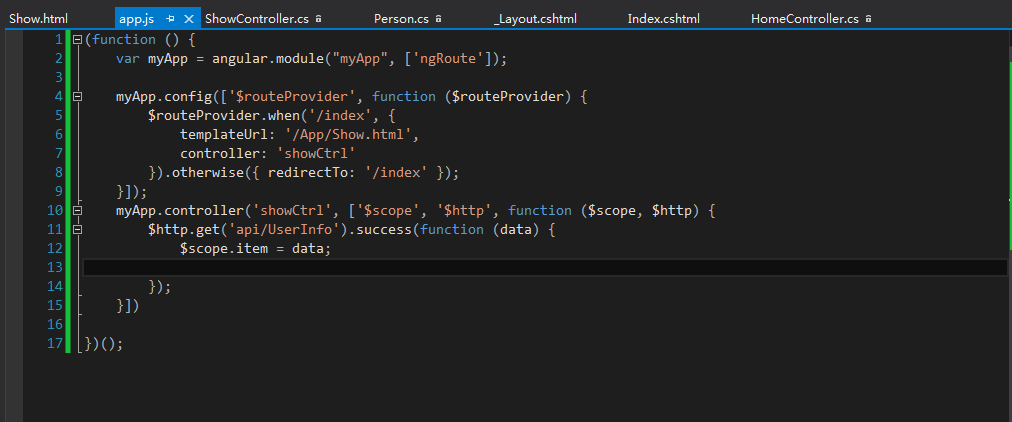 Show.html app.js ShowController.cs Person.cs _Layout.cshtml Index.cshtml HomeController.cs
1 (function () {
2 var myApp = angular.module("myApp", ['ngRoute']);
3
4 myApp.config(['$routeProvider', function ($routeProvider) {
5 $routeProvider.when('/index', {
6 templateUrl: '/App/Show.html',
7 controller: 'showCtrl'
8 }).otherwise({ redirectTo: '/index' });
9 }]);
10 myApp.controller('showCtrl', ['$scope', '$http', function ($scope, $http) {
11 $http.get('api/UserInfo').success(function (data) {
12 $scope.item = data;
13
14 });
15 }])
16
17 })();